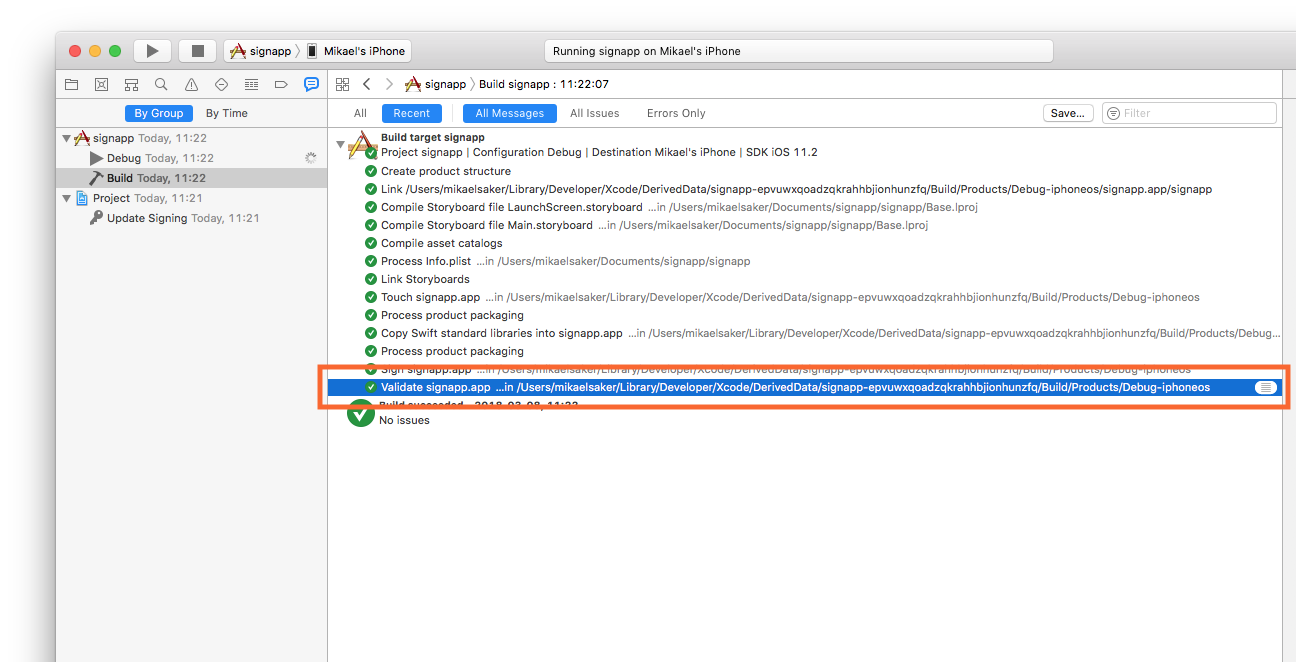 signapp 〉 Mikael's iPhone
Running signapp on Mikael's iPhone
signapp 〉 Build signapp : 11:22:07
By Group By Time
All Recent All Messages All Issues Errors Only Save... Filter
signapp Today, 11:22
Debug Today, 11:22
Build Today, 11:22
Project Today, 11:21
Update Signing Today, 11:21
Build target signapp
Project signapp | Configuration Debug | Destination Mikael's iPhone | SDK iOS 11.2
Create product structure
Link /Users/mikaelsaker/Library/Developer/Xcode/DerivedData/signapp-epvuwxqoadzqkrahhbjionhunzfq/Build/Products/Debug-iphoneos/signapp.app/signapp
Compile Storyboard file LaunchScreen.storyboard ...in /Users/mikaelsaker/Documents/signapp/signapp/Base.lproj
Compile Storyboard file Main.storyboard ...in /Users/mikaelsaker/Documents/signapp/signapp/Base.lproj
Compile asset catalogs
Process Info.plist ...in /Users/mikaelsaker/Documents/signapp/signapp
Link Storyboards
Touch signapp.app ...in /Users/mikaelsaker/Library/Developer/Xcode/DerivedData/signapp-epvuwxqoadzqkrahhbjionhunzfq/Build/Products/Debug-iphoneos
Process product packaging
Copy Swift standard libraries into signapp.app ...in /Users/mikaelsaker/Library/Developer/Xcode/DerivedData/signapp-epvuwxqoadzqkrahhbjionhunzfq/Build/Products/Debug...
Process product packaging
Sign signapp.app ...in /Users/mikaelsaker/Library/Developer/Xcode/DerivedData/signapp-epvuwxqoadzqkrahhbjionhunzfq/Build/Products/Debug-iphoneos
Validate signapp.app ...in /Users/mikaelsaker/Library/Developer/Xcode/DerivedData/signapp-epvuwxqoadzqkrahhbjionhunzfq/Build/Products/Debug-iphoneos
Build succeeded 2018-03-08, 11:22
No issues